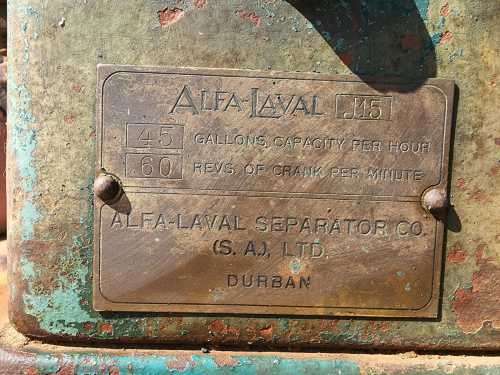 ALFA-LAVAL J15
45 GALLONS CAPACITY PER HOUR
60 REVS. OF CRANK PER MINUTE
ALFA-LAVAL SEPARATOR CO.
(S. A.), LTD.
DURBAN